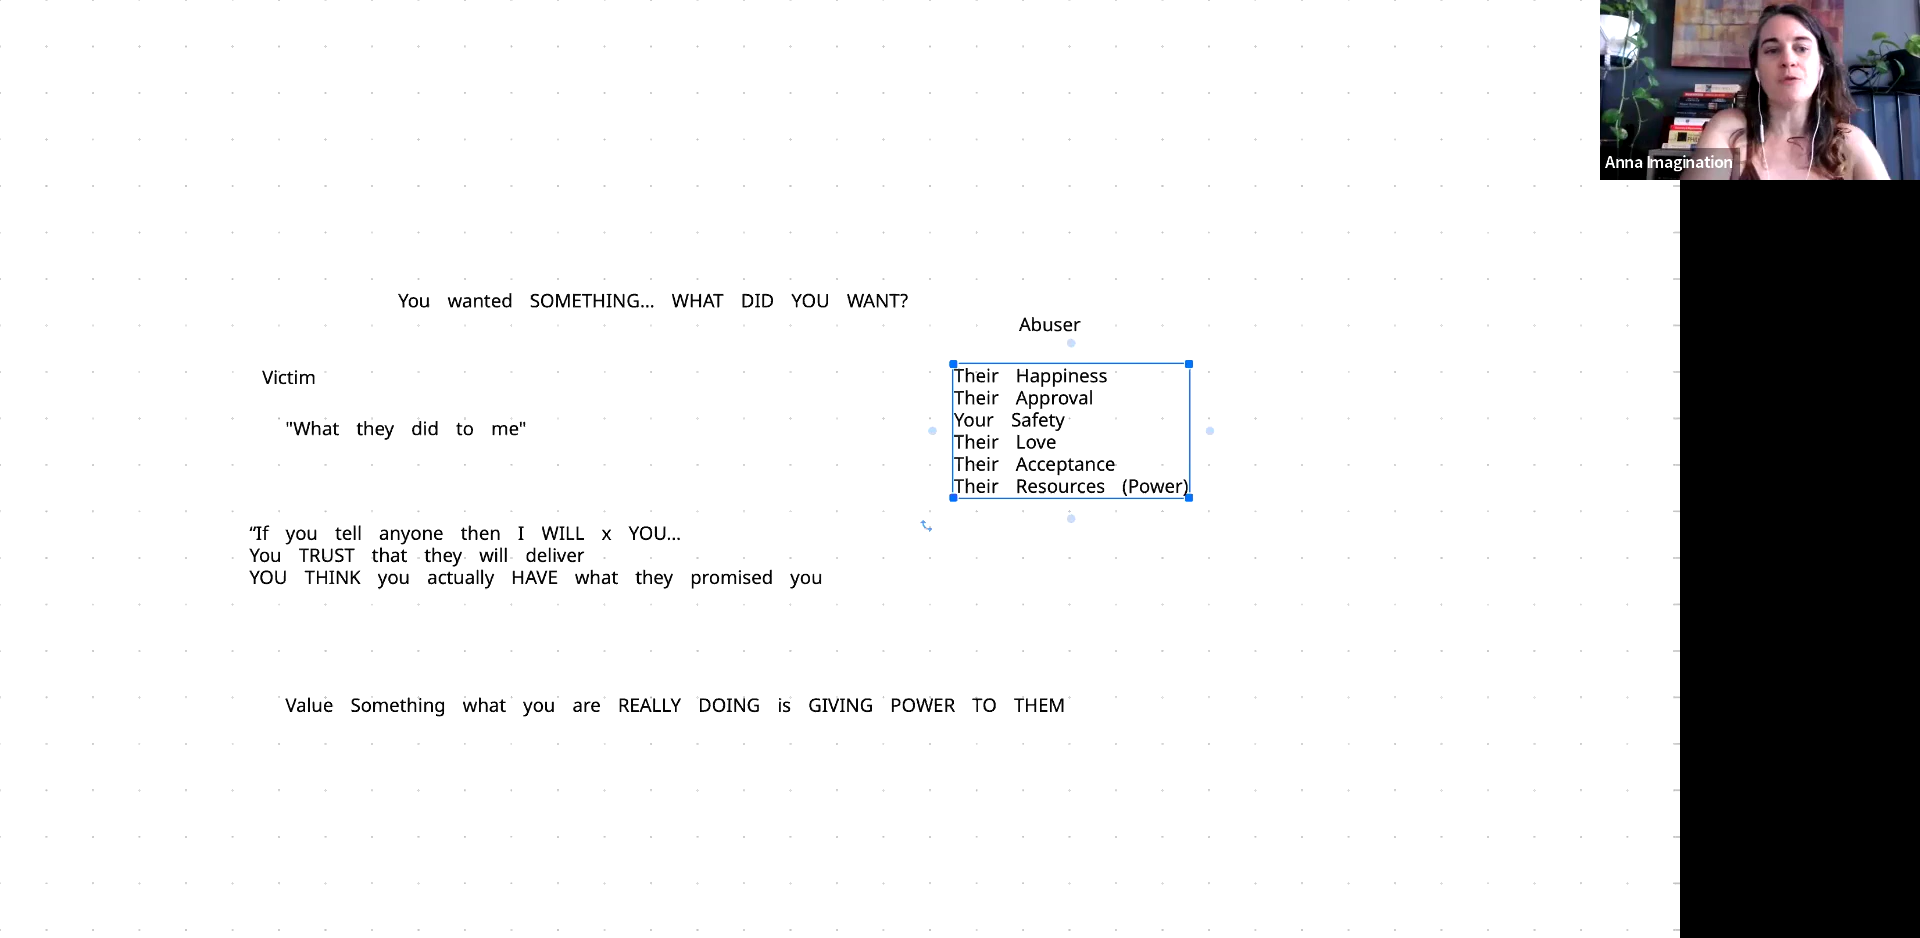 Anna Imagination
You wanted SOMETHING... WHAT DID YOU WANT?
Abuser
Victim
"What they did to me"
Their Happiness
Their Approval
Your Safety
Their Love
Their Acceptance
Their Resources (Power)
“If you tell anyone then I WILL x YOU...
You TRUST that they will deliver
YOU THINK you actually HAVE what they promised you
Value Something what you are REALLY DOING is GIVING POWER TO THEM